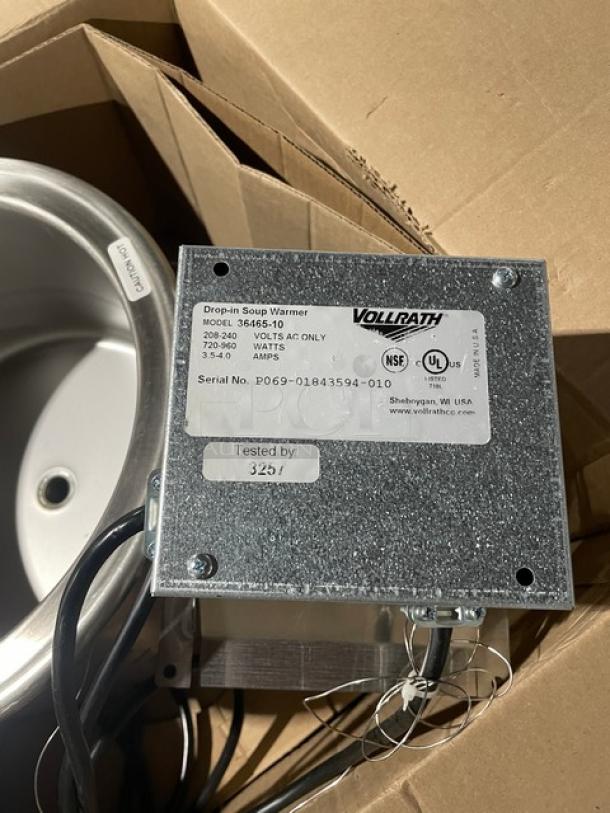 CAUTION HOT
Drop-in Soup Warmer
MODEL 36465-10
208-240 VOLTS AC ONLY
720-960 WATTS
3.5-4.0 AMPS
VOLLRATH
NSF
C UL US
LISTED
718L
MADE IN U.S.A.
Serial No. P069-01843594-010
Sheboygan, WI USA
www.vollrathco.com
Tested by:
3257